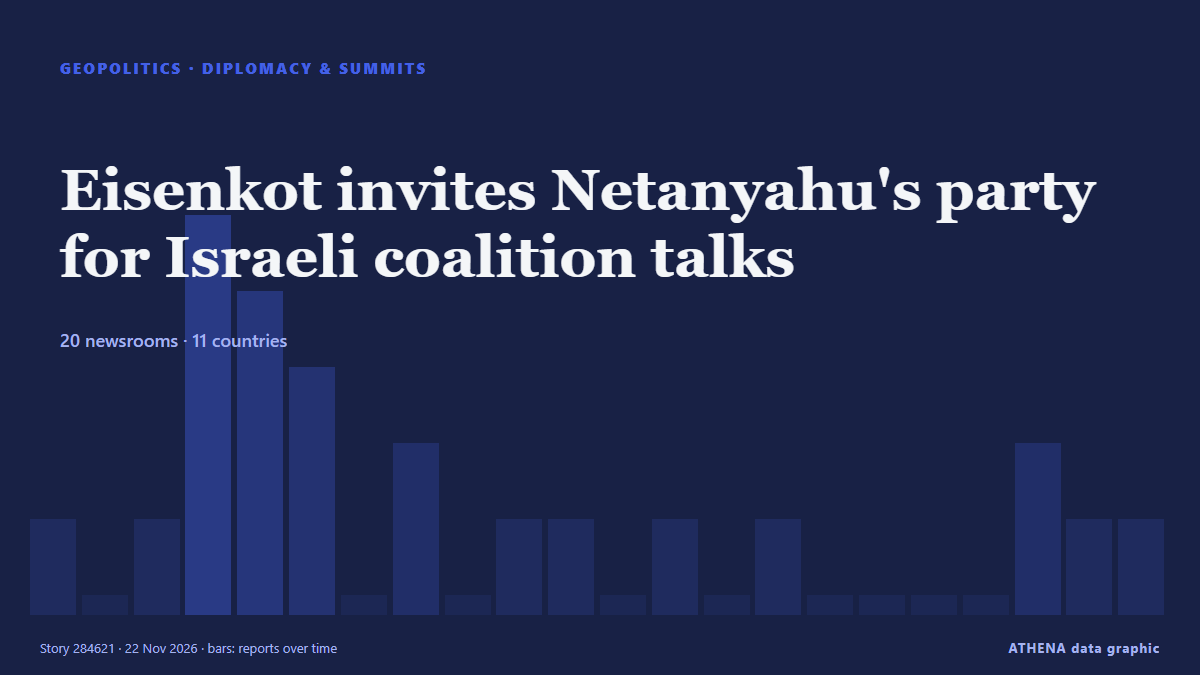 GEOPOLITICS · DIPLOMACY & SUMMITS
Eisenkot invites Netanyahu's party
for Israeli coalition talks
20 newsrooms · 11 countries
Story 284621 · 22 Nov 2026 · bars: reports over time
ATHENA data graphic